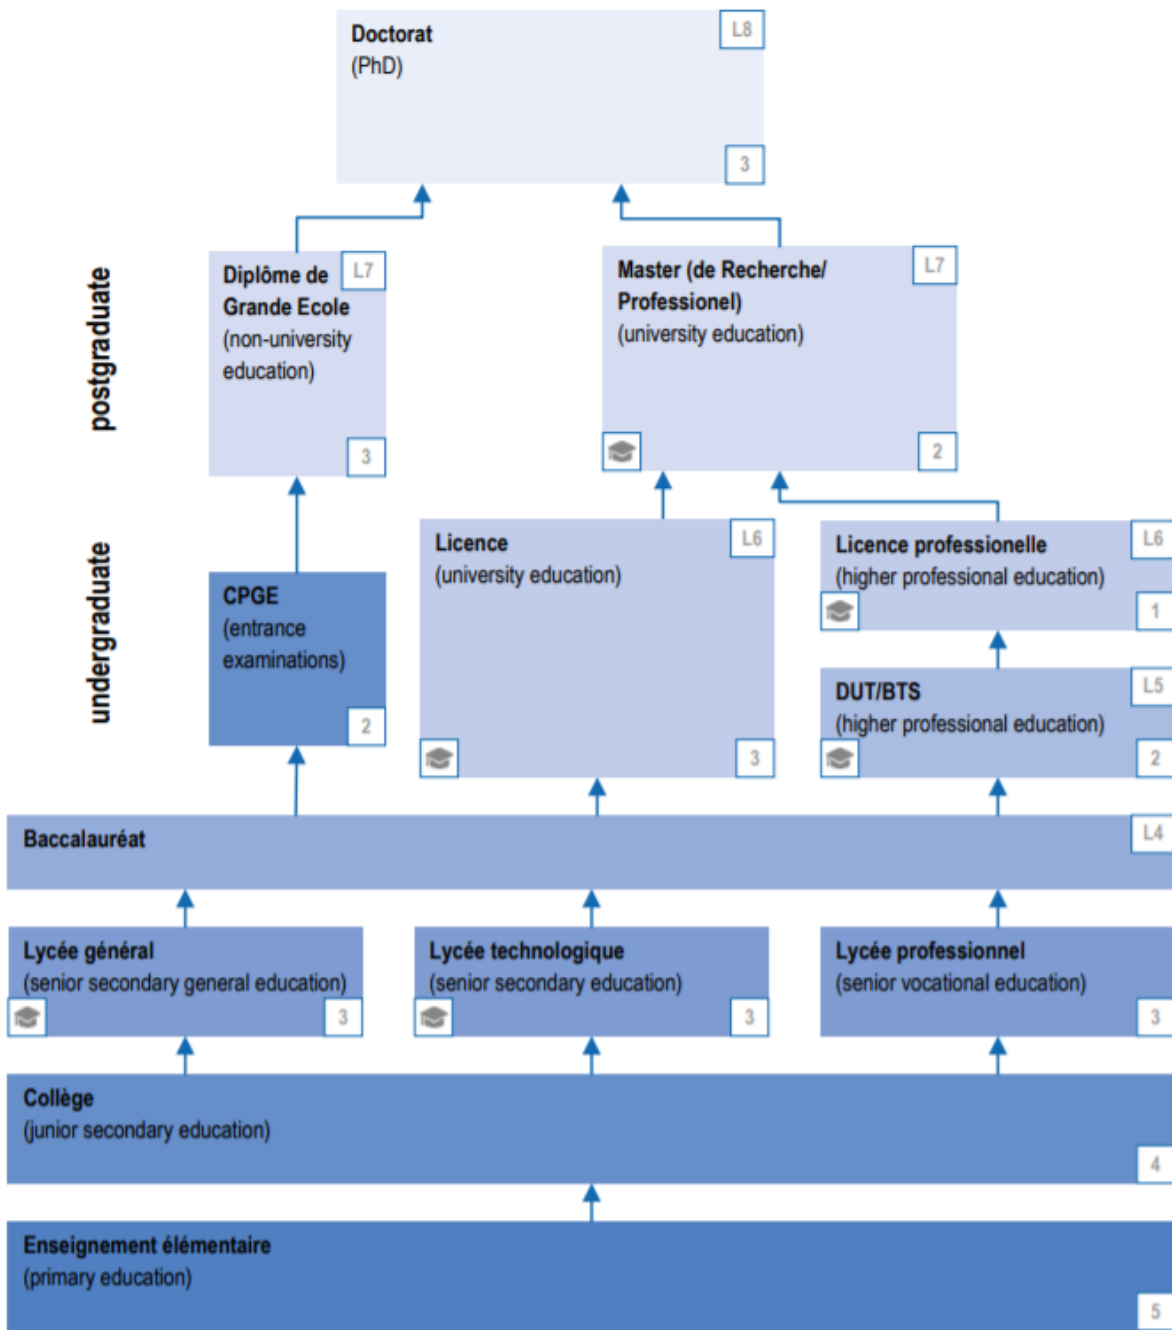 Doctorat
(PhD)
L8
3
postgraduate
Diplôme de
Grande Ecole
(non-university
education)
L7
3
Master (de Recherche/
Professionel)
(university education)
L7
2
undergraduate
CPGE
(entrance
examinations)
2
Licence
(university education)
L6
3
Licence professionelle
(higher professional education)
L6
1
DUT/BTS
(higher professional education)
L5
2
Baccalauréat
L4
Lycée général
(senior secondary general education)
3
Lycée technologique
(senior secondary education)
3
Lycée professionnel
(senior vocational education)
3
Collège
(junior secondary education)
4
Enseignement élémentaire
(primary education)
5